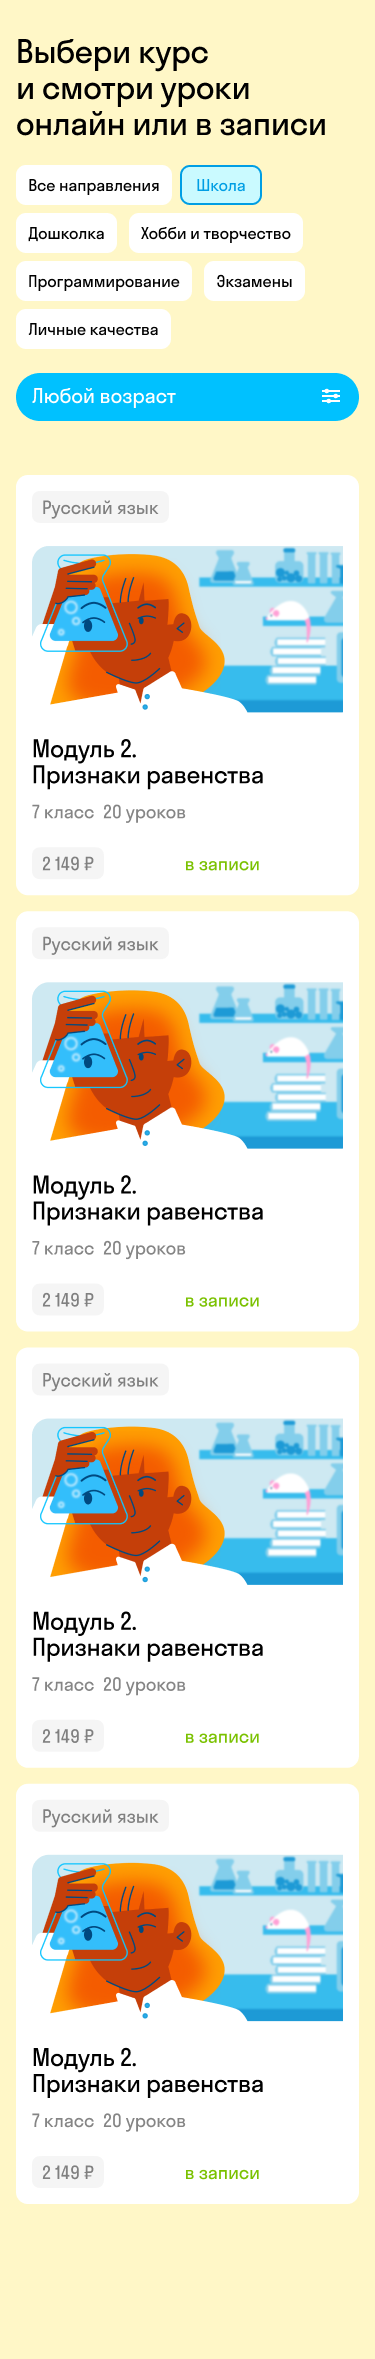 Выбери курс
и смотри уроки
онлайн или в записи
Все направления
Школа
Дошколка
Хобби и творчество
Программирование
Экзамены
Личные качества
Любой возраст
Русский язык
Модуль 2.
Признаки равенства
7 класс 20 уроков
2 149 ₽
в записи
Русский язык
Модуль 2.
Признаки равенства
7 класс 20 уроков
2 149 ₽
в записи
Русский язык
Модуль 2.
Признаки равенства
7 класс 20 уроков
2 149 ₽
в записи
Русский язык
Модуль 2.
Признаки равенства
7 класс 20 уроков
2 149 ₽
в записи